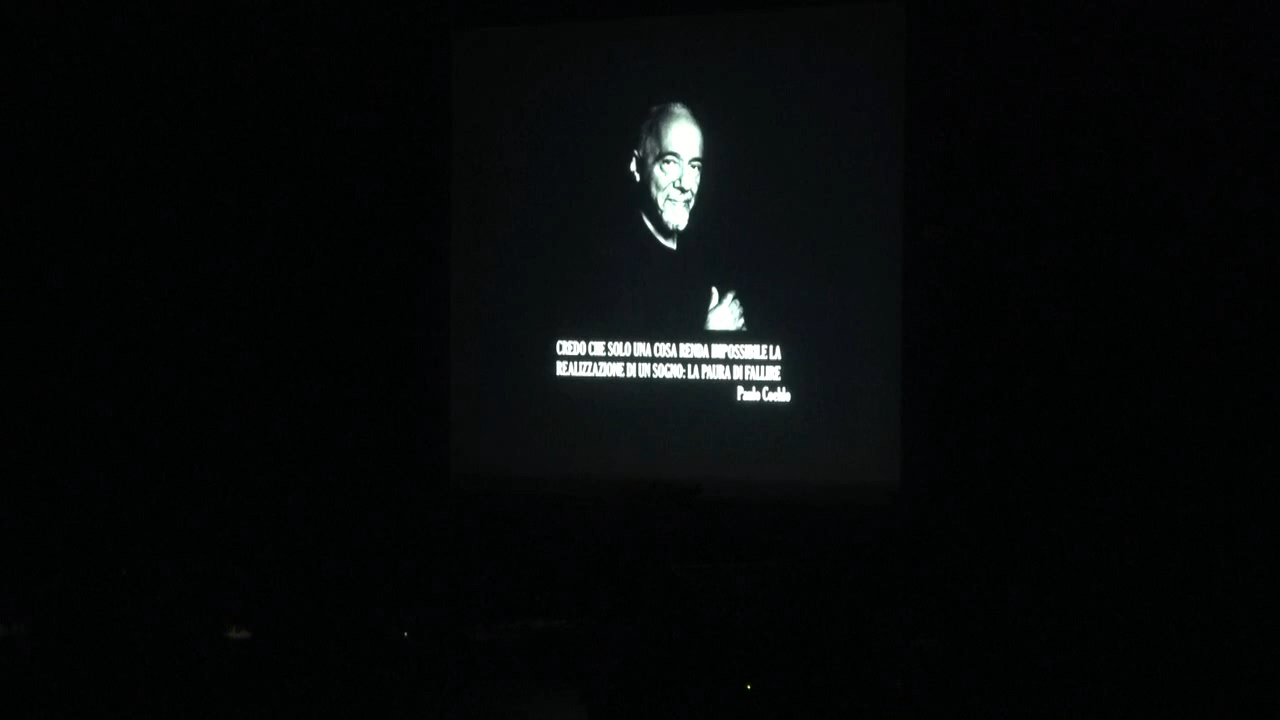 CREDO CHE SOLO UNA COSA RENDA IMPOSSIBILE LA
REALIZZAZIONE DI UN SOGNO: LA PAURA DI FALLIRE
Paulo Coelho